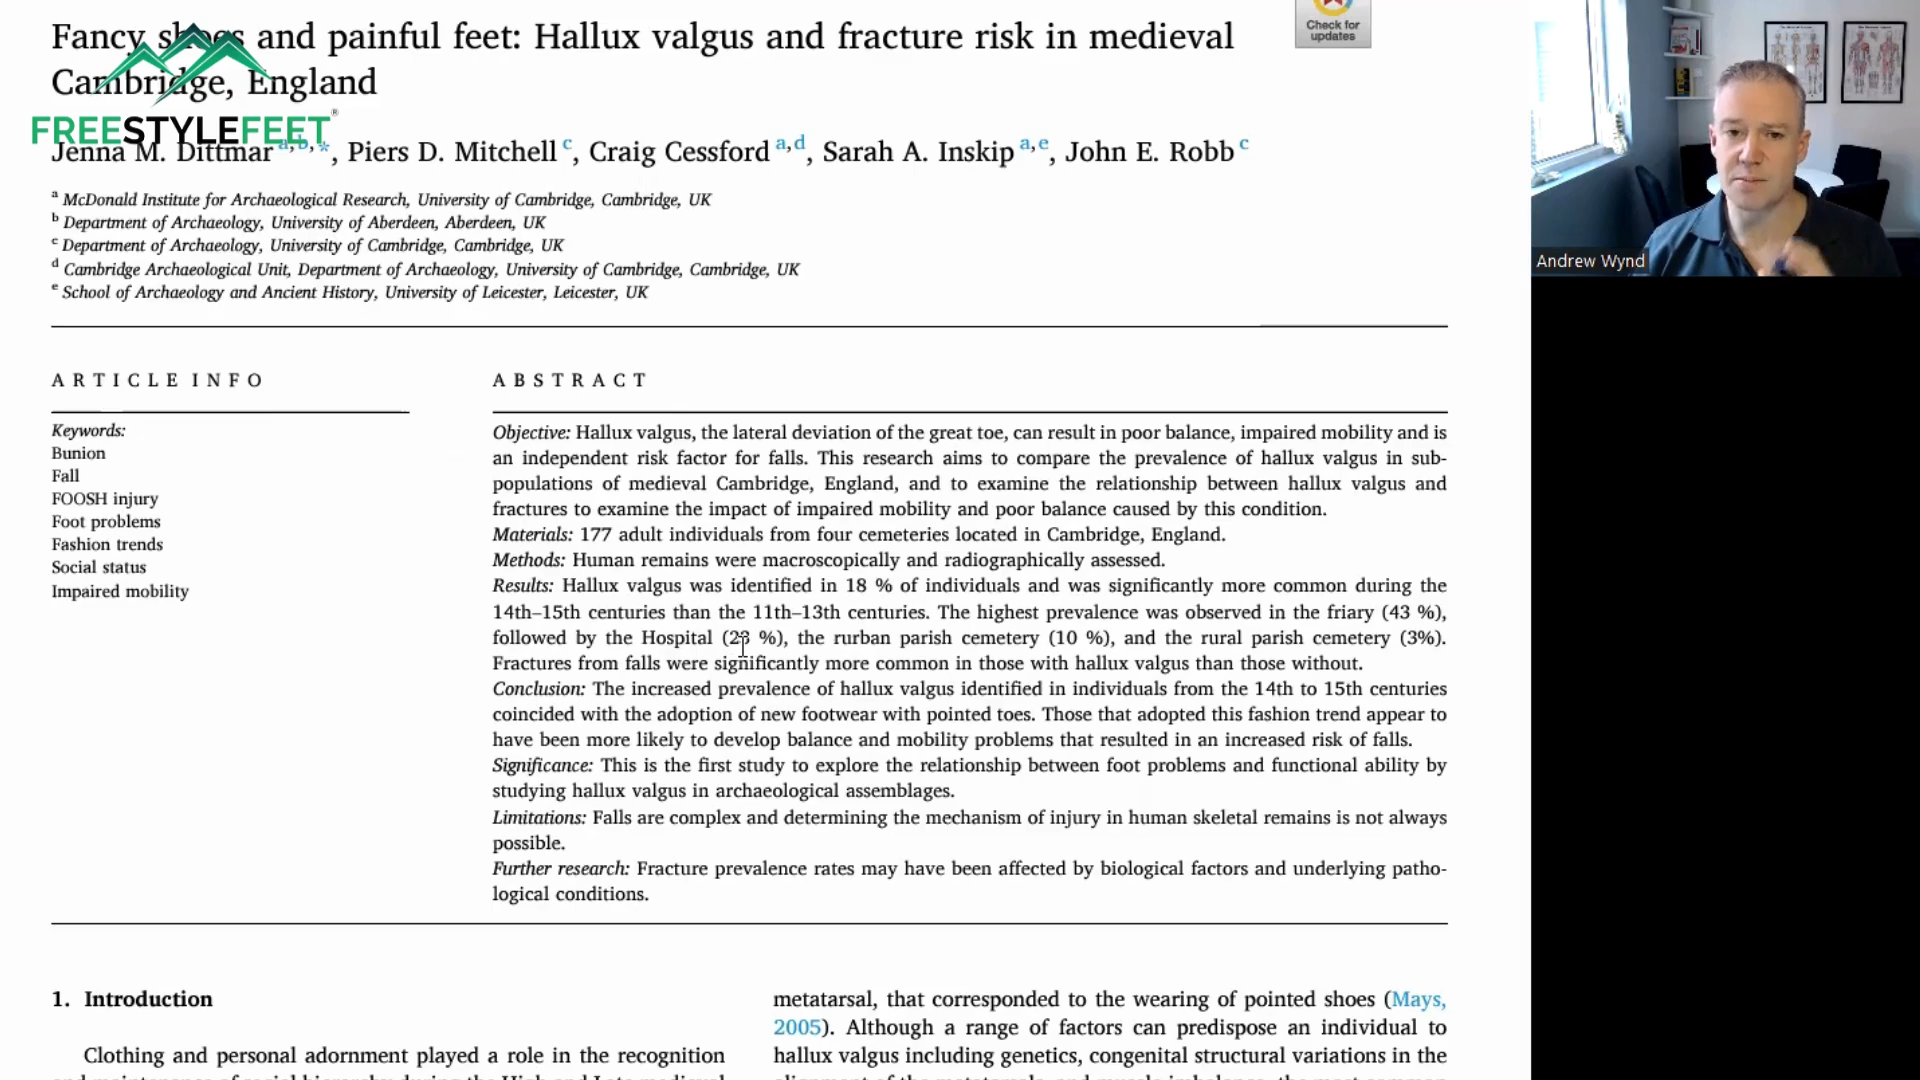 Fancy shoes and painful feet: Hallux valgus and fracture risk in medieval
Cambridge, England
Check for
updates
FREESTYLEFEET®
Jenna M. Dittmar a,b,*, Piers D. Mitchell c, Craig Cessford a,d, Sarah A. Inskip a,e, John E. Robb c
a McDonald Institute for Archaeological Research, University of Cambridge, Cambridge, UK
b Department of Archaeology, University of Aberdeen, Aberdeen, UK
c Department of Archaeology, University of Cambridge, Cambridge, UK
d Cambridge Archaeological Unit, Department of Archaeology, University of Cambridge, Cambridge, UK
e School of Archaeology and Ancient History, University of Leicester, Leicester, UK
Andrew Wynd
ARTICLE INFO
Keywords:
Bunion
Fall
FOOSH injury
Foot problems
Fashion trends
Social status
Impaired mobility
ABSTRACT
Objective: Hallux valgus, the lateral deviation of the great toe, can result in poor balance, impaired mobility and is
an independent risk factor for falls. This research aims to compare the prevalence of hallux valgus in sub-
populations of medieval Cambridge, England, and to examine the relationship between hallux valgus and
fractures to examine the impact of impaired mobility and poor balance caused by this condition.
Materials: 177 adult individuals from four cemeteries located in Cambridge, England.
Methods: Human remains were macroscopically and radiographically assessed.
Results: Hallux valgus was identified in 18 % of individuals and was significantly more common during the
14th–15th centuries than the 11th–13th centuries. The highest prevalence was observed in the friary (43 %),
followed by the Hospital (23 %), the rurban parish cemetery (10 %), and the rural parish cemetery (3%).
Fractures from falls were significantly more common in those with hallux valgus than those without.
Conclusion: The increased prevalence of hallux valgus identified in individuals from the 14th to 15th centuries
coincided with the adoption of new footwear with pointed toes. Those that adopted this fashion trend appear to
have been more likely to develop balance and mobility problems that resulted in an increased risk of falls.
Significance: This is the first study to explore the relationship between foot problems and functional ability by
studying hallux valgus in archaeological assemblages.
Limitations: Falls are complex and determining the mechanism of injury in human skeletal remains is not always
possible.
Further research: Fracture prevalence rates may have been affected by biological factors and underlying patho-
logical conditions.
1. Introduction
Clothing and personal adornment played a role in the recognition
metatarsal, that corresponded to the wearing of pointed shoes (Mays,
2005). Although a range of factors can predispose an individual to
hallux valgus including genetics, congenital structural variations in the